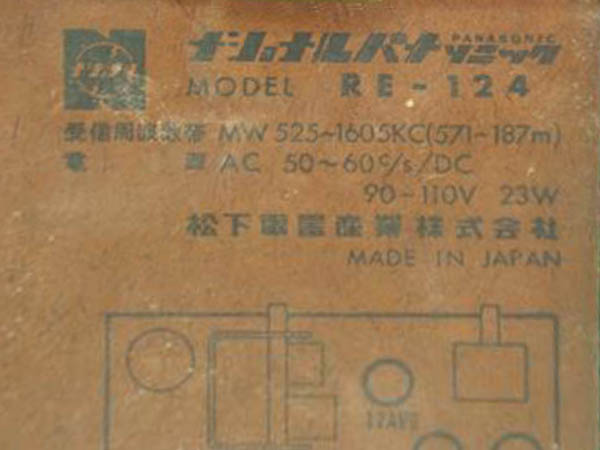 ナショナルパナソニック PANASONIC
MODEL RE-124
受信周波数帯 MW 525~1605KC(571~187m)
電源 AC 50~60c/s/DC
90-110V 23W
松下電器産業株式会社
MADE IN JAPAN